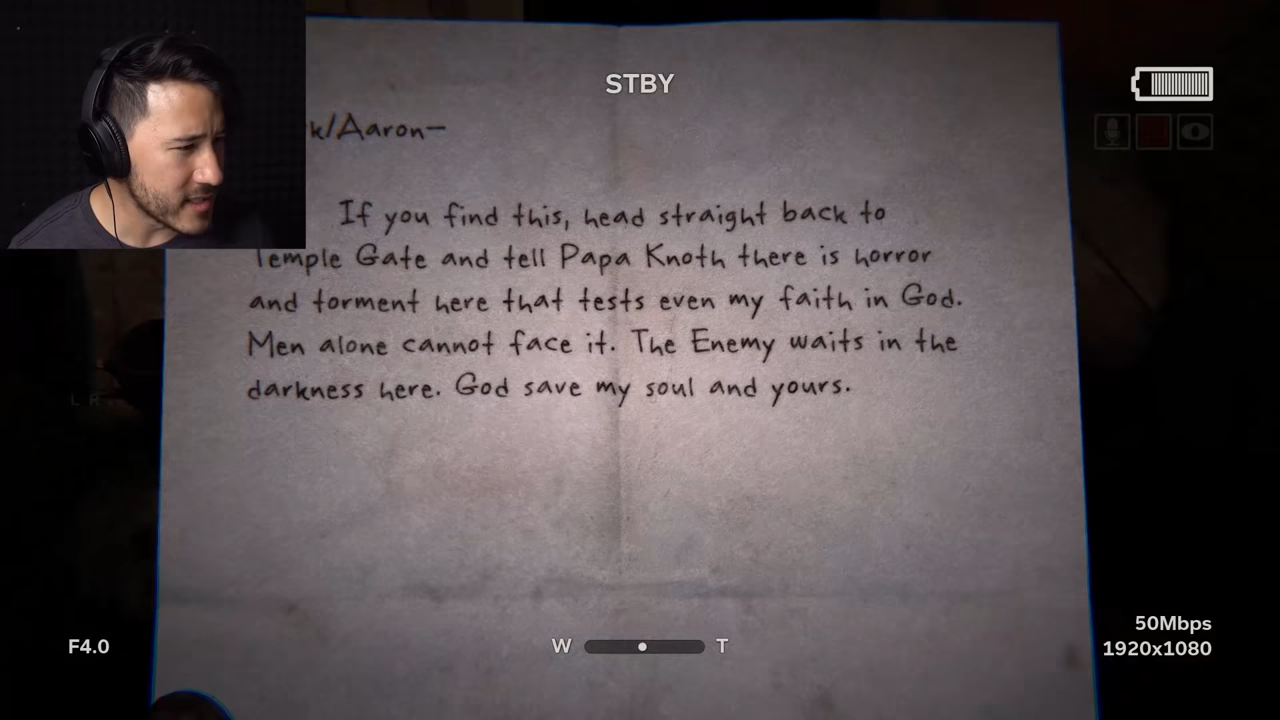 STBY
k/Aaron—
If you find this, head straight back to
Temple Gate and tell Papa Knoth there is horror
and torment here that tests even my faith in God.
Men alone cannot face it. The Enemy waits in the
darkness here. God save my soul and yours.
L R
50Mbps
F4.0 W T 1920x1080